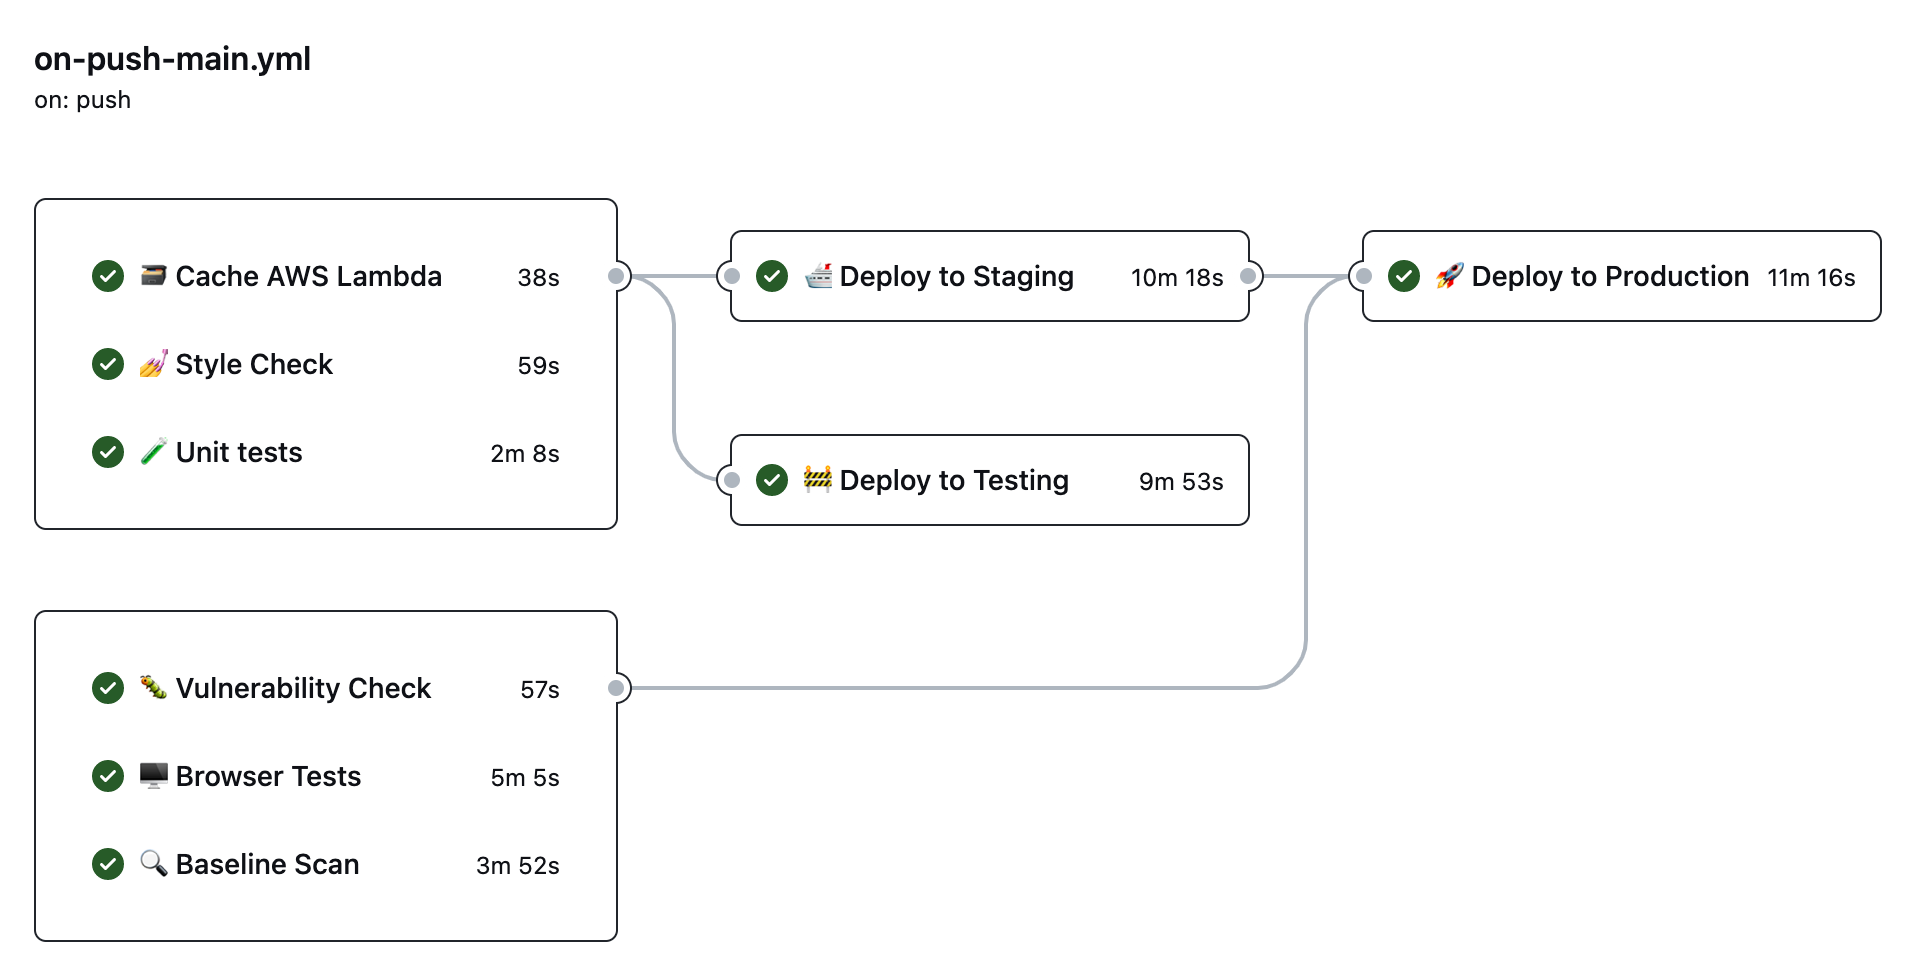 on-push-main.yml
on: push
Cache AWS Lambda 38s
Style Check 59s
Unit tests 2m 8s
Deploy to Staging 10m 18s
Deploy to Production 11m 16s
Deploy to Testing 9m 53s
Vulnerability Check 57s
Browser Tests 5m 5s
Baseline Scan 3m 52s